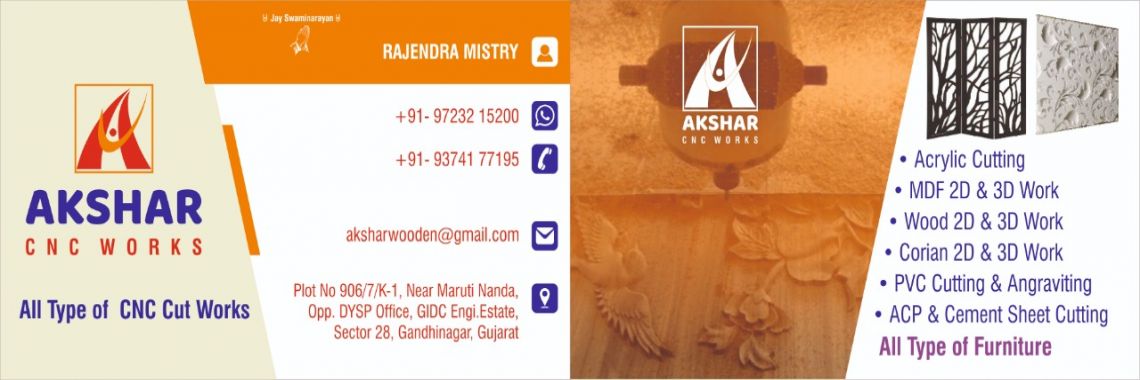 AKSHAR
CNC WORKS
All Type of CNC Cut Works
Jay Swaminarayan
RAJENDRA MISTRY
+91- 97232 15200
+91- 93741 77195
aksharwooden@gmail.com
Plot No 906/7/K-1, Near Maruti Nanda,
Opp. DYSP Office, GIDC Engi.Estate,
Sector 28, Gandhinagar, Gujarat
AKSHAR
CNC WORKS
• Acrylic Cutting
• MDF 2D & 3D Work
• Wood 2D & 3D Work
• Corian 2D & 3D Work
• PVC Cutting & Angraviting
• ACP & Cement Sheet Cutting
All Type of Furniture